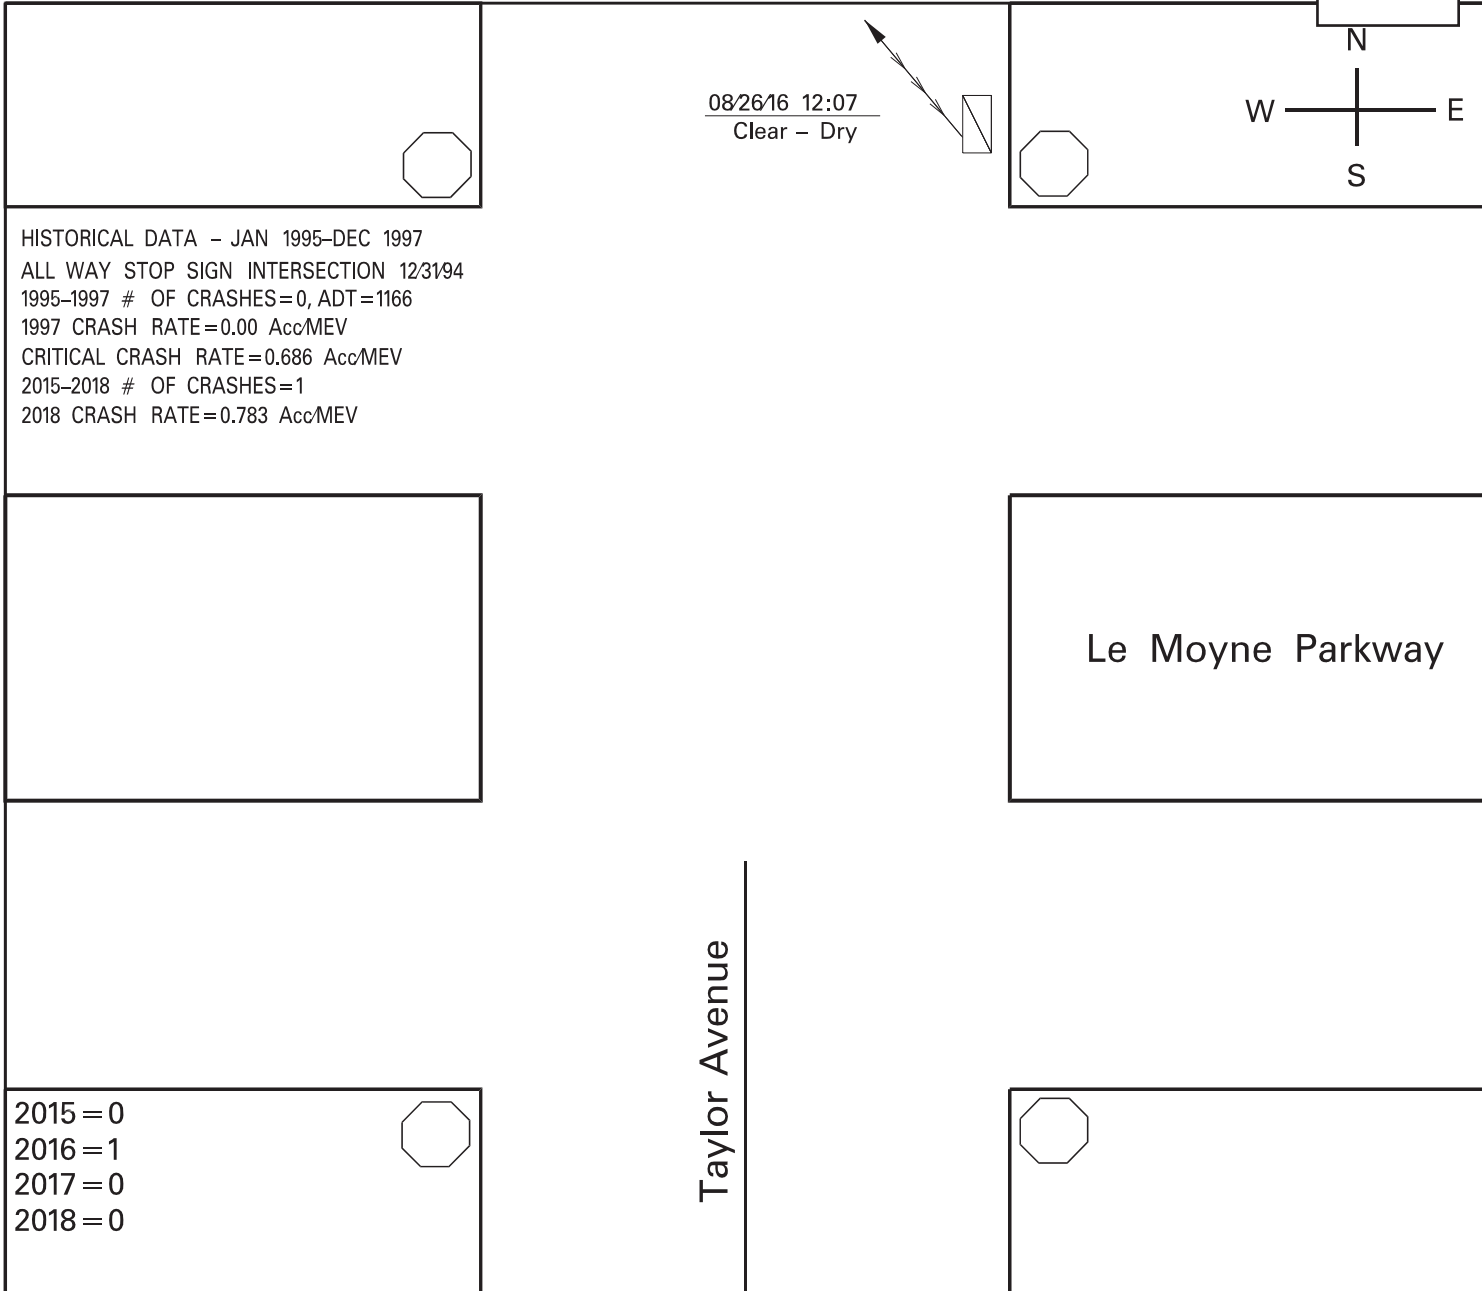 N
08/26/16 12:07
W E
Clear – Dry
S
HISTORICAL DATA – JAN 1995–DEC 1997
ALL WAY STOP SIGN INTERSECTION 12/31/94
1995–1997 # OF CRASHES=0, ADT=1166
1997 CRASH RATE=0.00 Acc/MEV
CRITICAL CRASH RATE=0.686 Acc/MEV
2015–2018 # OF CRASHES=1
2018 CRASH RATE=0.783 Acc/MEV
Le Moyne Parkway
Taylor Avenue
2015=0
2016=1
2017=0
2018=0